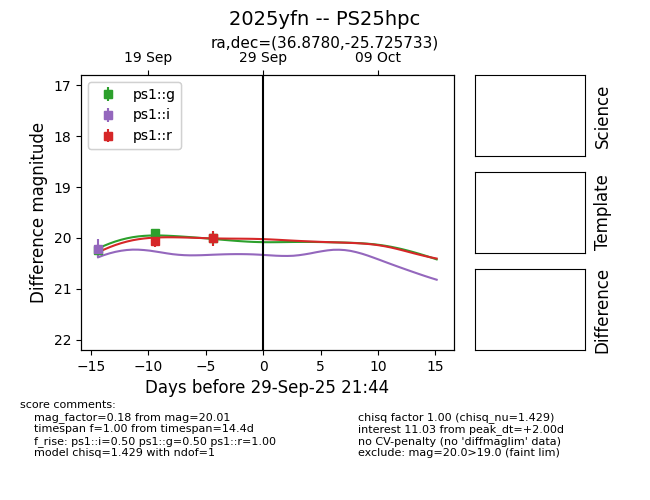 2025yfn -- PS25hpc
ra,dec=(36.8780,-25.725733)
19 Sep 29 Sep 09 Oct
ps1::g
ps1::i
ps1::r
17
18
19
20
21
22
Difference magnitude
−15 −10 −5 0 5 10 15
Days before 29-Sep-25 21:44
Science
Template
Difference
score comments:
mag_factor=0.18 from mag=20.01
timespan f=1.00 from timespan=14.4d
f_rise: ps1::i=0.50 ps1::g=0.50 ps1::r=1.00
model chisq=1.429 with ndof=1
chisq factor 1.00 (chisq_nu=1.429)
interest 11.03 from peak_dt=+2.00d
no CV-penalty (no 'diffmaglim' data)
exclude: mag=20.0>19.0 (faint lim)